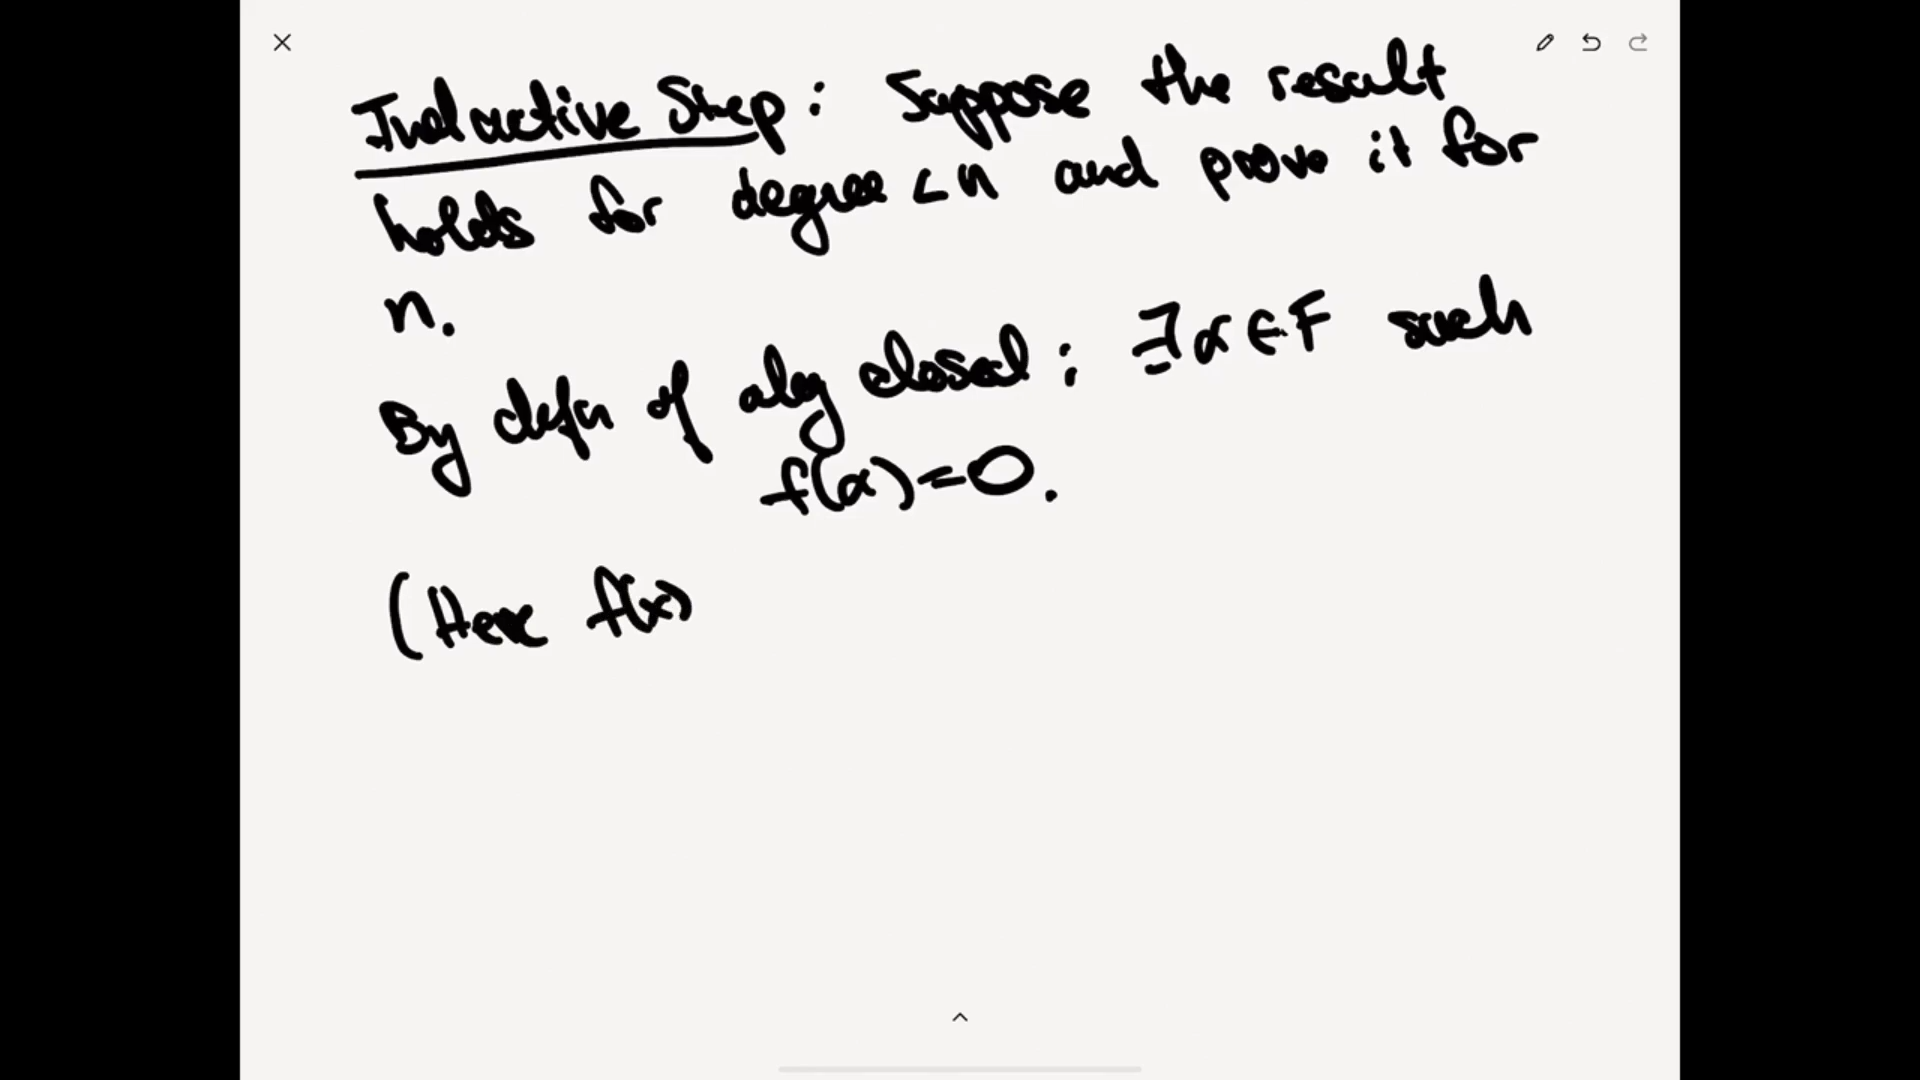 Inductive Step: Suppose the result
holds for degree < n and prove it for
n.
By defn of alg closed: ∃ α ∈ F such
f(α) = 0.
(Here f(x)